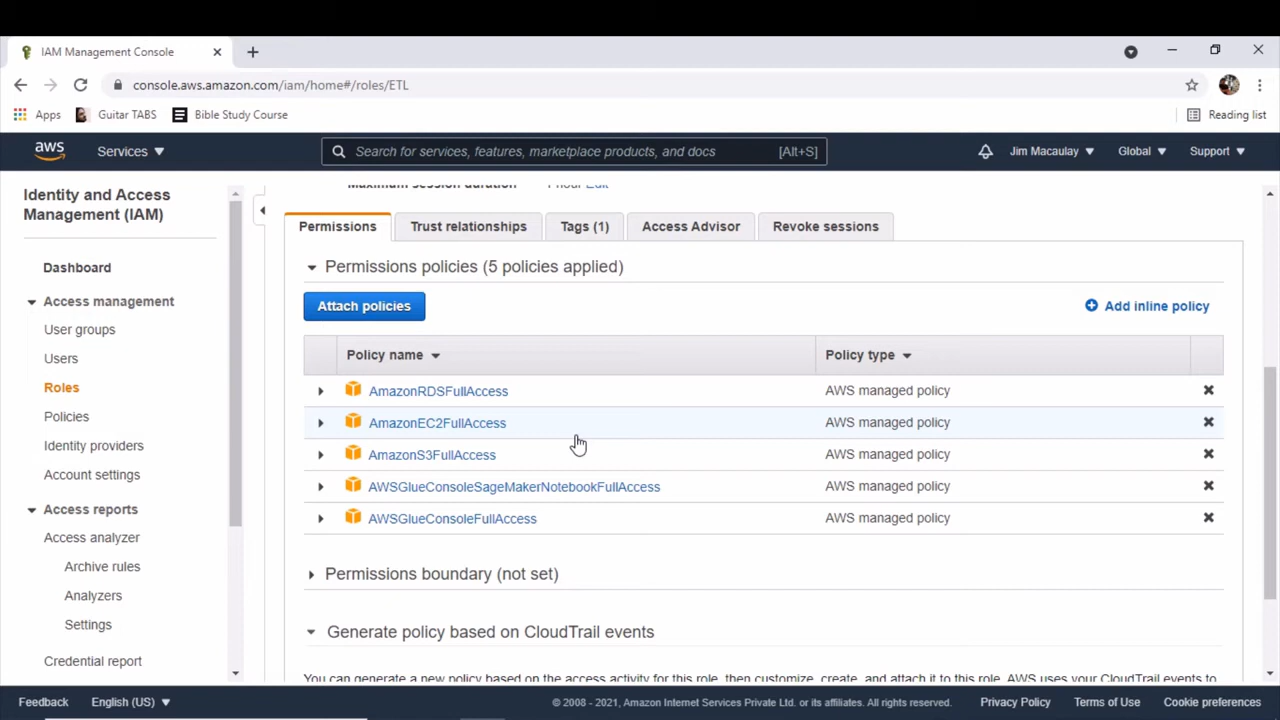 IAM Management Console
console.aws.amazon.com/iam/home#/roles/ETL
Apps Guitar TABS Bible Study Course Reading list
aws Services Search for services, features, marketplace products, and docs [Alt+S] Jim Macaulay Global Support
Identity and Access
Management (IAM)
Dashboard
Access management
User groups
Users
Roles
Policies
Identity providers
Account settings
Access reports
Access analyzer
Archive rules
Analyzers
Settings
Credential report
Maximum session duration 1 hour Edit
Permissions Trust relationships Tags (1) Access Advisor Revoke sessions
Permissions policies (5 policies applied)
Attach policies Add inline policy
Policy name Policy type
AmazonRDSFullAccess AWS managed policy
AmazonEC2FullAccess AWS managed policy
AmazonS3FullAccess AWS managed policy
AWSGlueConsoleSageMakerNotebookFullAccess AWS managed policy
AWSGlueConsoleFullAccess AWS managed policy
Permissions boundary (not set)
Generate policy based on CloudTrail events
You can generate a new policy based on the access activity for this role, then customize, create, and attach it to this role. AWS uses your CloudTrail events to
Feedback English (US) © 2008 - 2021, Amazon Internet Services Private Ltd. or its affiliates. All rights reserved. Privacy Policy Terms of Use Cookie preferences